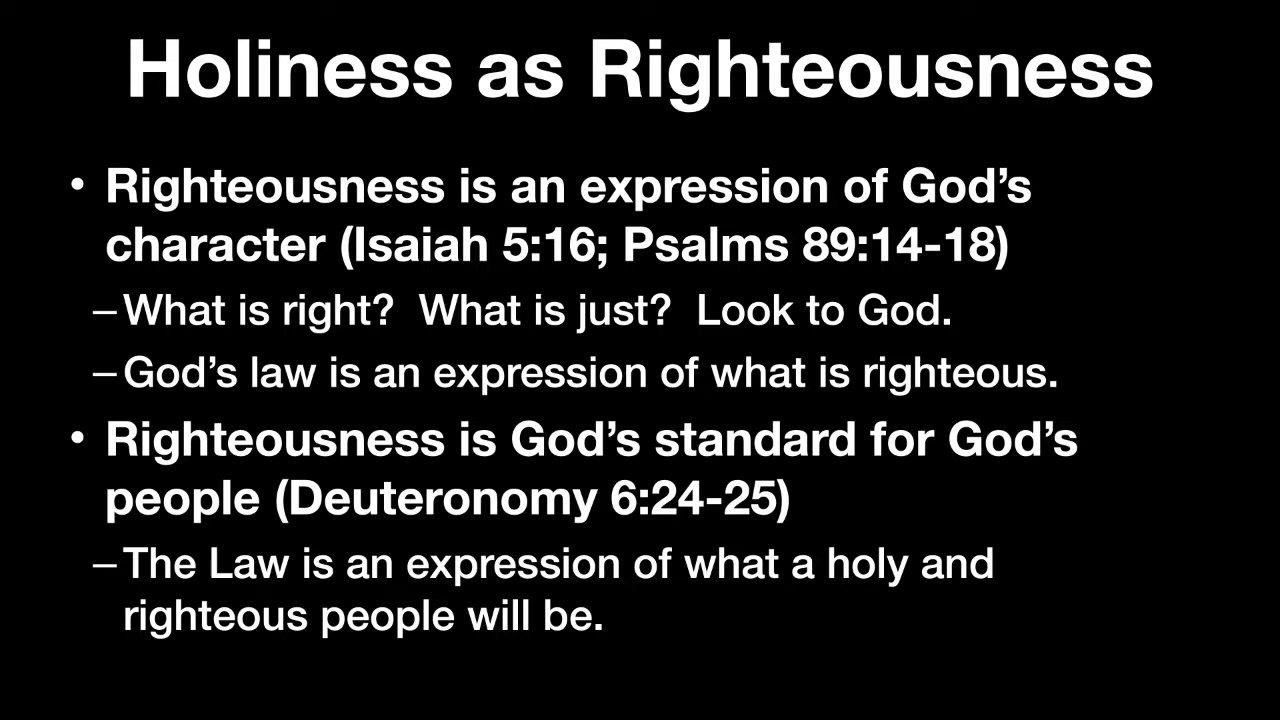 Holiness as Righteousness
• Righteousness is an expression of God’s
character (Isaiah 5:16; Psalms 89:14-18)
–What is right?  What is just?  Look to God.
–God’s law is an expression of what is righteous.
• Righteousness is God’s standard for God’s
people (Deuteronomy 6:24-25)
–The Law is an expression of what a holy and
righteous people will be.